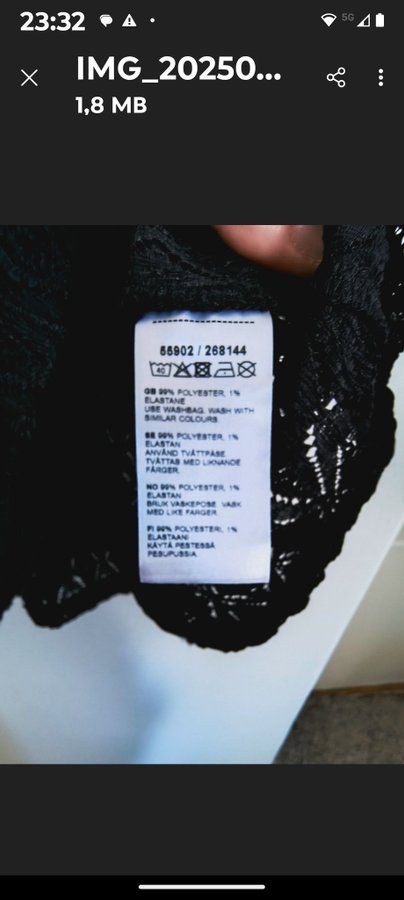 23:32
5G
IMG_20250...
1,8 MB
55902 / 268144
40
GB 99% POLYESTER, 1%
ELASTANE
USE WASHBAG. WASH WITH
SIMILAR COLOURS.
SE 99% POLYESTER, 1%
ELASTAN
ANVÄND TVÄTTPÅSE
TVÄTTAS MED LIKNANDE
FÄRGER.
NO 99% POLYESTER, 1%
ELASTAN
BRUK VASKEPOSE. VASK
MED LIKE FARGER.
FI 99% POLYESTERI, 1%
ELASTAANI
KÄYTÄ PESTESSÄ
PESUPUSSIA.